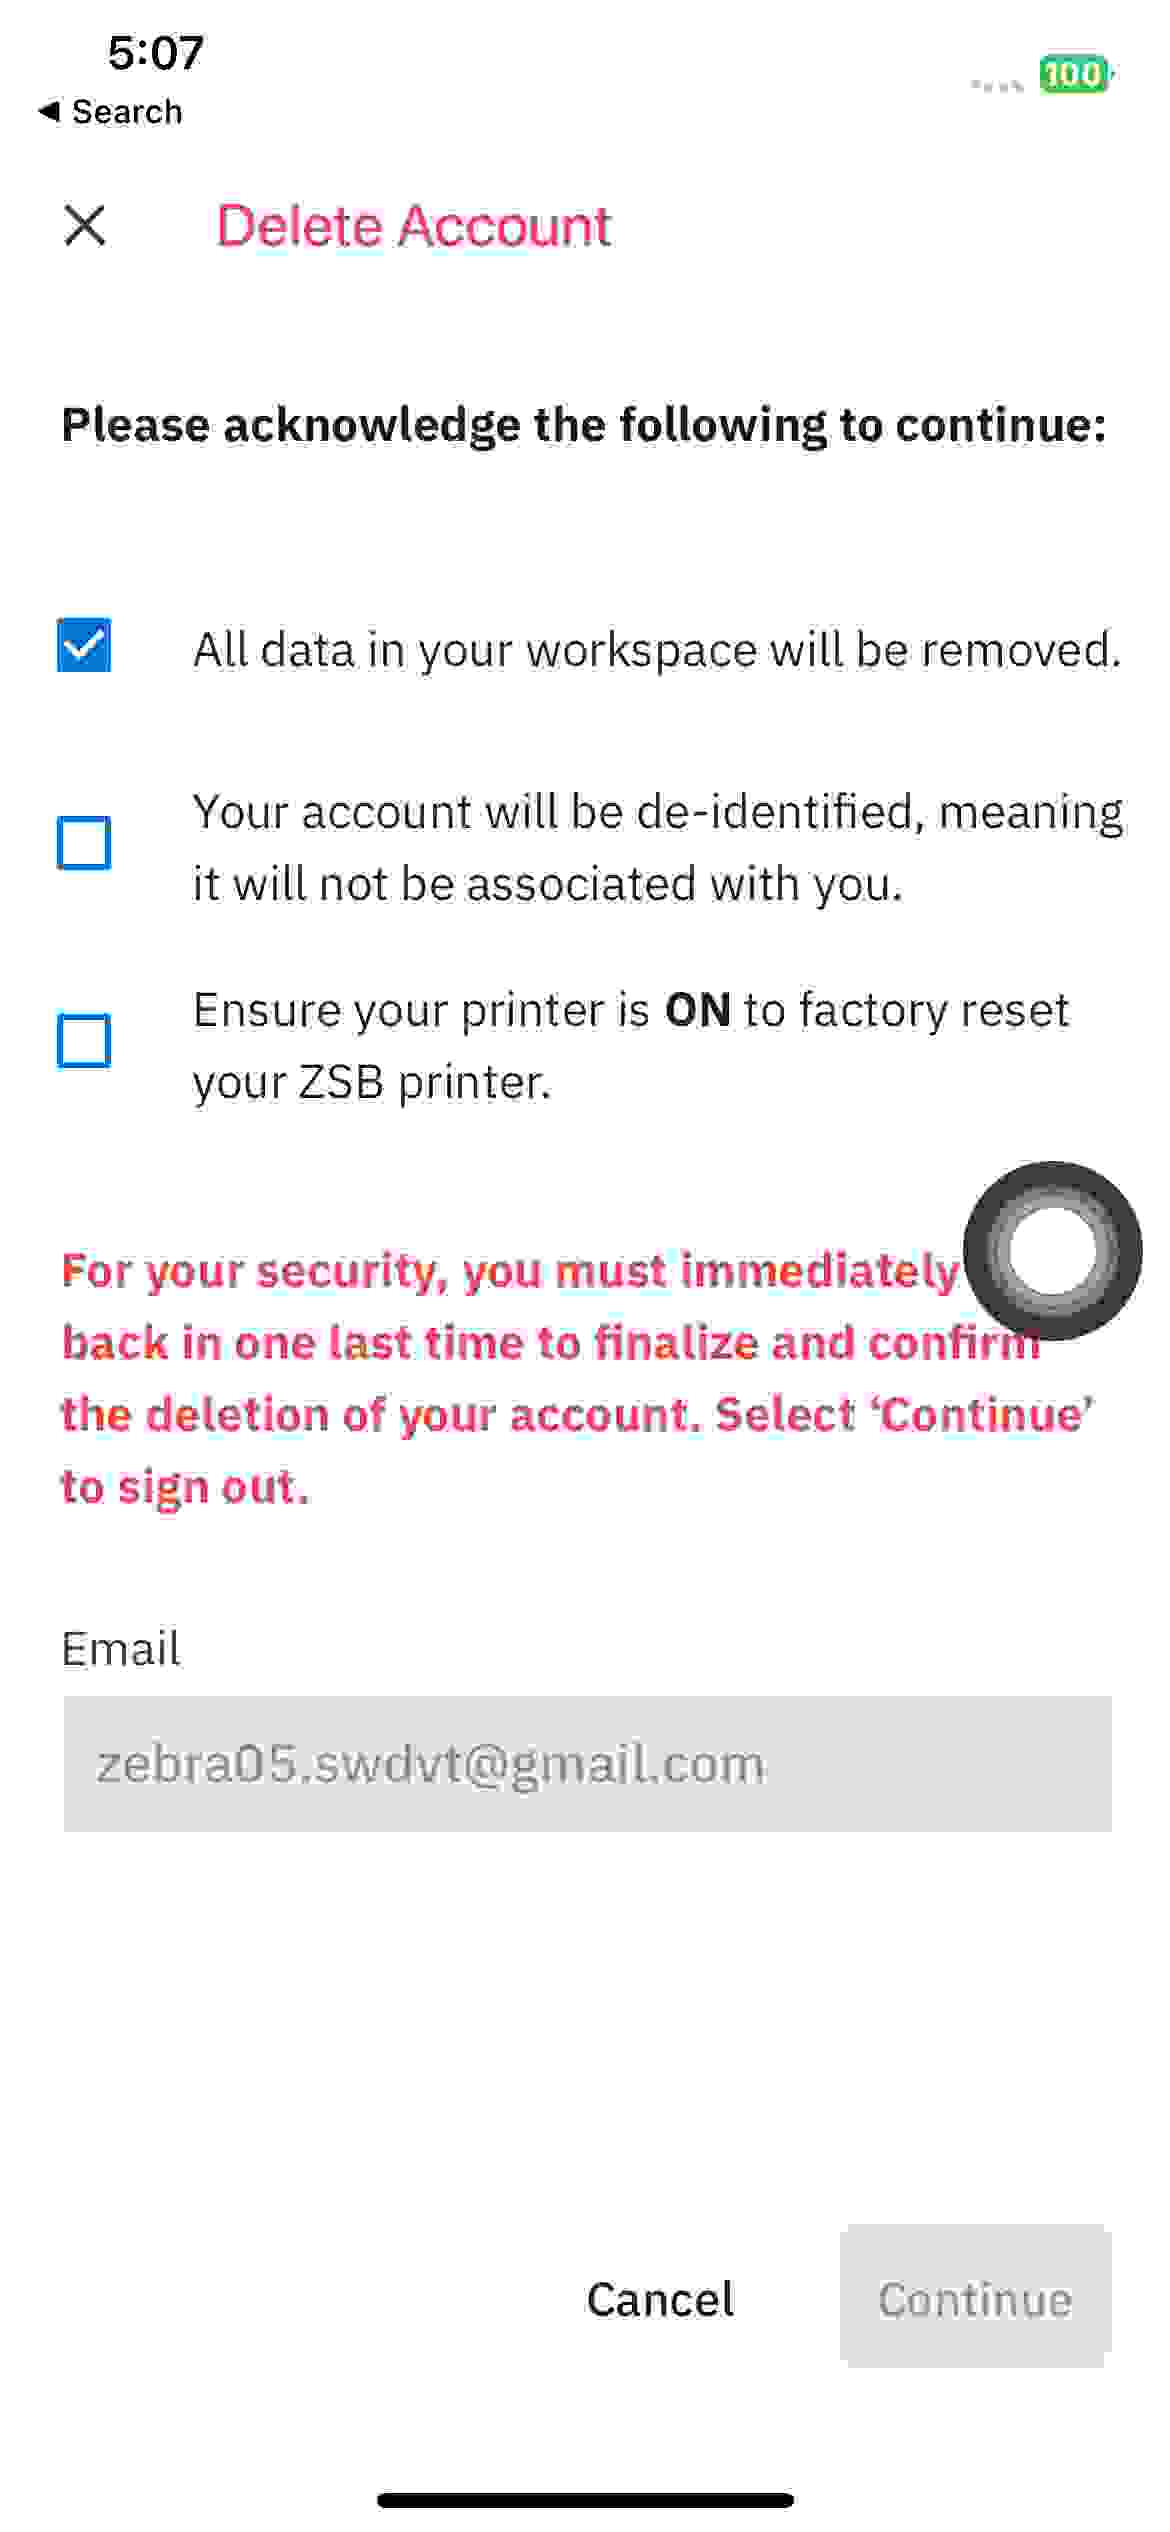 5:07
100
◀ Search
Delete Account
Please acknowledge the following to continue:
All data in your workspace will be removed.
Your account will be de-identified, meaning
it will not be associated with you.
Ensure your printer is ON to factory reset
your ZSB printer.
For your security, you must immediately
back in one last time to finalize and confirm
the deletion of your account. Select ‘Continue’
to sign out.
Email
zebra05.swdvt@gmail.com
Cancel
Continue